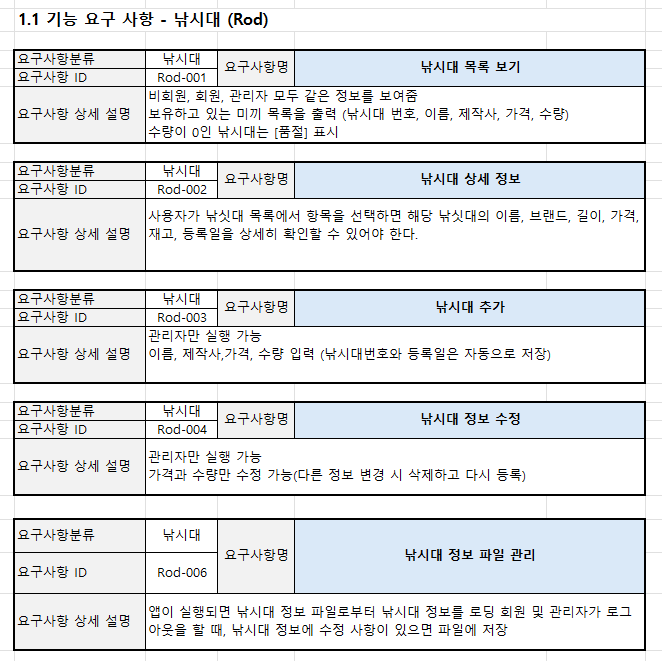 1.1 기능 요구 사항 - 낚시대 (Rod)
요구사항분류 낚시대 요구사항명 낚시대 목록 보기
요구사항 ID Rod-001
요구사항 상세 설명
비회원, 회원, 관리자 모두 같은 정보를 보여줌
보유하고 있는 미끼 목록을 출력 (낚시대 번호, 이름, 제작사, 가격, 수량)
수량이 0인 낚시대는 [품절] 표시
요구사항분류 낚시대 요구사항명 낚시대 상세 정보
요구사항 ID Rod-002
요구사항 상세 설명
사용자가 낚싯대 목록에서 항목을 선택하면 해당 낚싯대의 이름, 브랜드, 길이, 가격,
재고, 등록일을 상세히 확인할 수 있어야 한다.
요구사항분류 낚시대 요구사항명 낚시대 추가
요구사항 ID Rod-003
요구사항 상세 설명
관리자만 실행 가능
이름, 제작사,가격, 수량 입력 (낚시대번호와 등록일은 자동으로 저장)
요구사항분류 낚시대 요구사항명 낚시대 정보 수정
요구사항 ID Rod-004
요구사항 상세 설명
관리자만 실행 가능
가격과 수량만 수정 가능(다른 정보 변경 시 삭제하고 다시 등록)
요구사항분류 낚시대 요구사항명 낚시대 정보 파일 관리
요구사항 ID Rod-006
요구사항 상세 설명
앱이 실행되면 낚시대 정보 파일로부터 낚시대 정보를 로딩 회원 및 관리자가 로그
아웃을 할 때, 낚시대 정보에 수정 사항이 있으면 파일에 저장